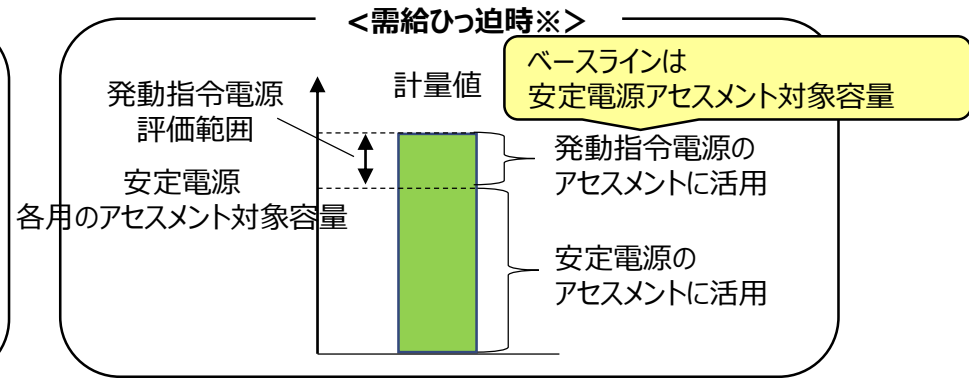 <需給ひっ迫時※>
ベースラインは
安定電源アセスメント対象容量
計量値
発動指令電源
評価範囲
発動指令電源の
アセスメントに活用
安定電源
各月のアセスメント対象容量
安定電源の
アセスメントに活用